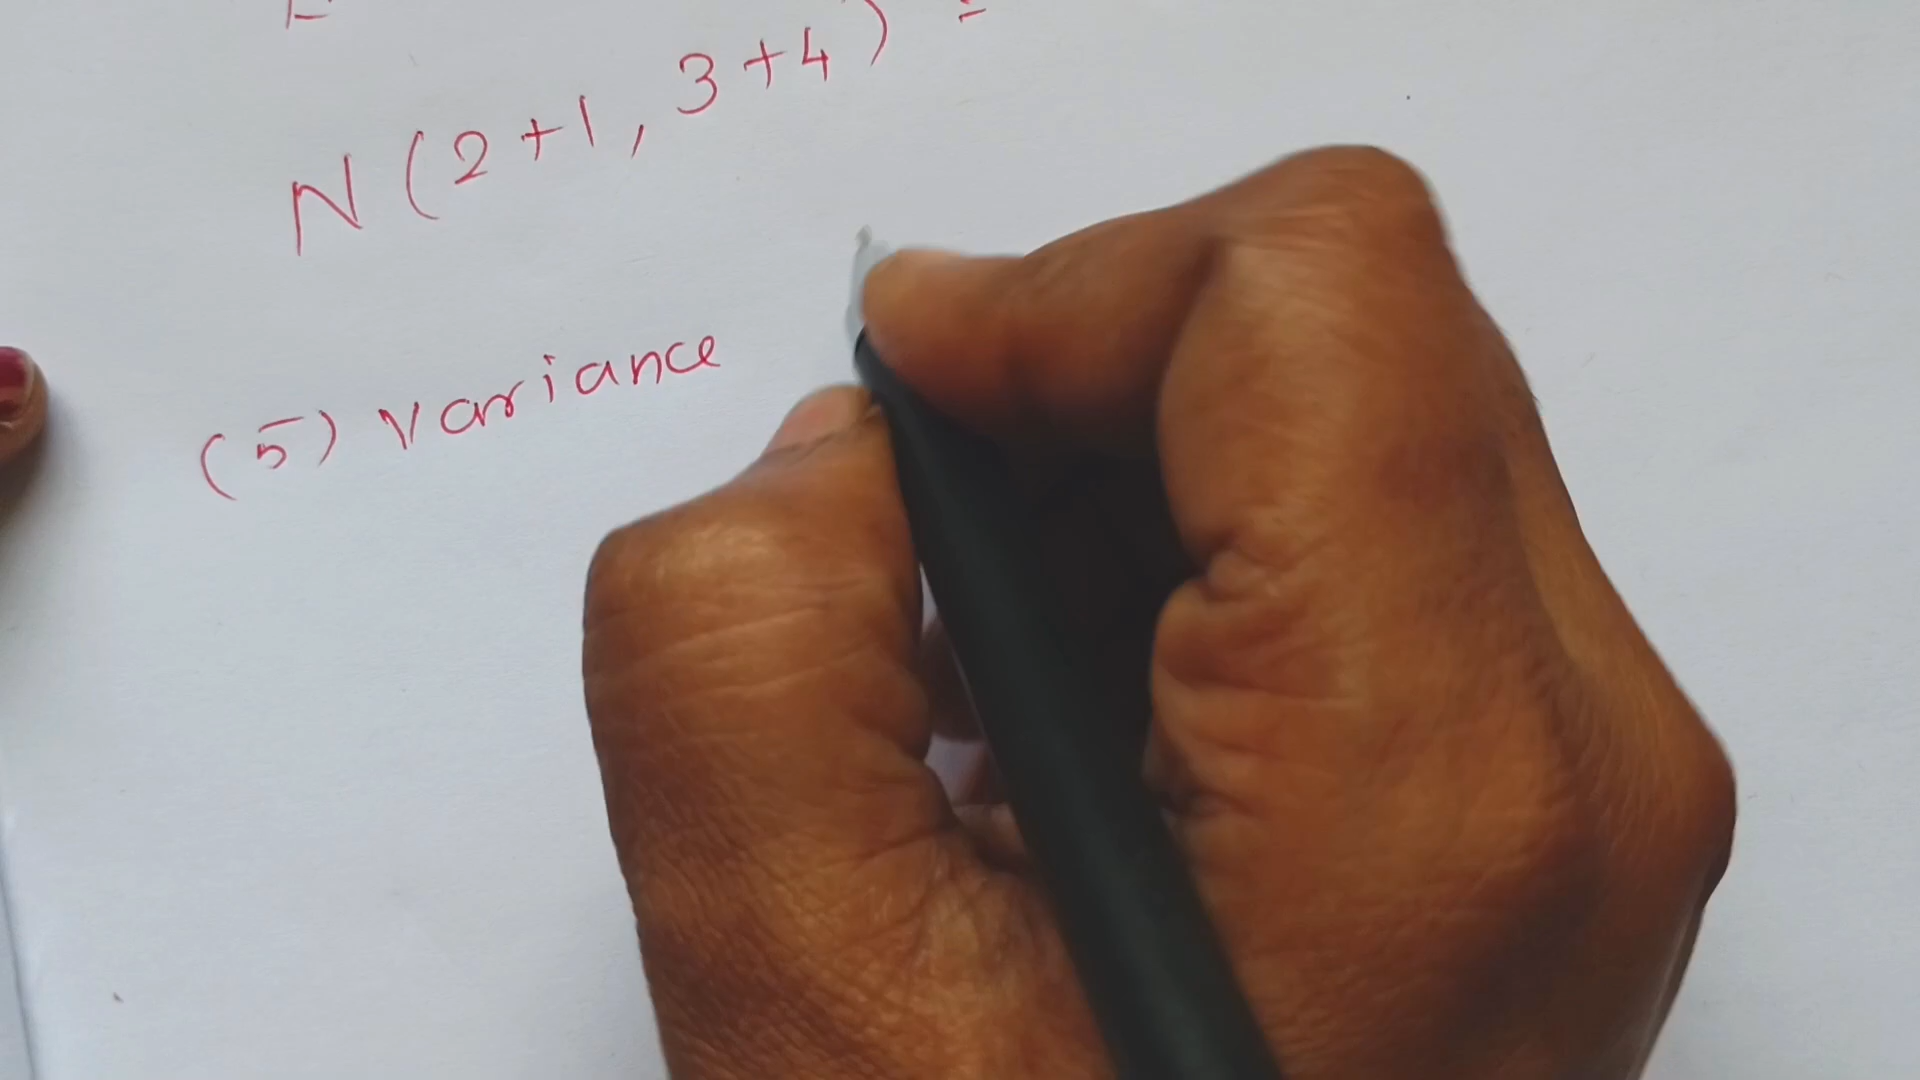 N (2+1, 3+4) =
(5) Variance